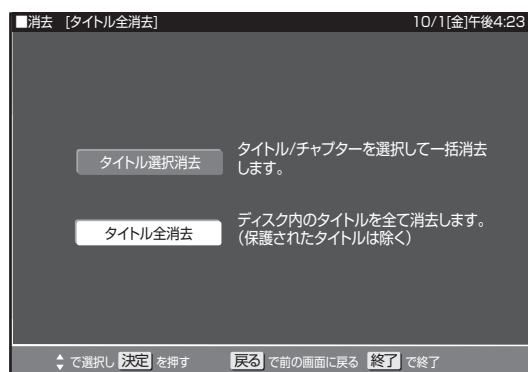 ■消去 [タイトル全消去] 10/1[金]午後4:23
タイトル選択消去
タイトル/チャプターを選択して一括消去
します。
タイトル全消去
ディスク内のタイトルを全て消去します。
(保護されたタイトルは除く)
で選択し 決定 を押す 戻る で前の画面に戻る 終了 で終了